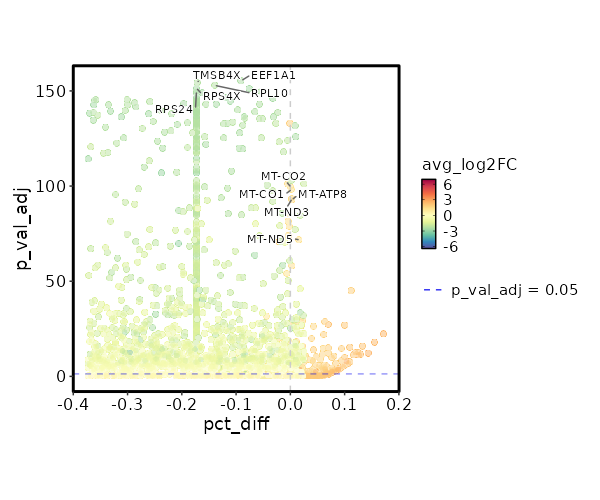 TMSB4X
EEF1A1
RPS4X
RPL10
RPS24
MT-CO2
MT-CO1
MT-ATP8
MT-ND3
MT-ND5
p_val_adj
150
100
50
0
-0.4
-0.3
-0.2
-0.1
0.0
0.1
0.2
pct_diff
avg_log2FC
6
3
0
-3
-6
p_val_adj = 0.05